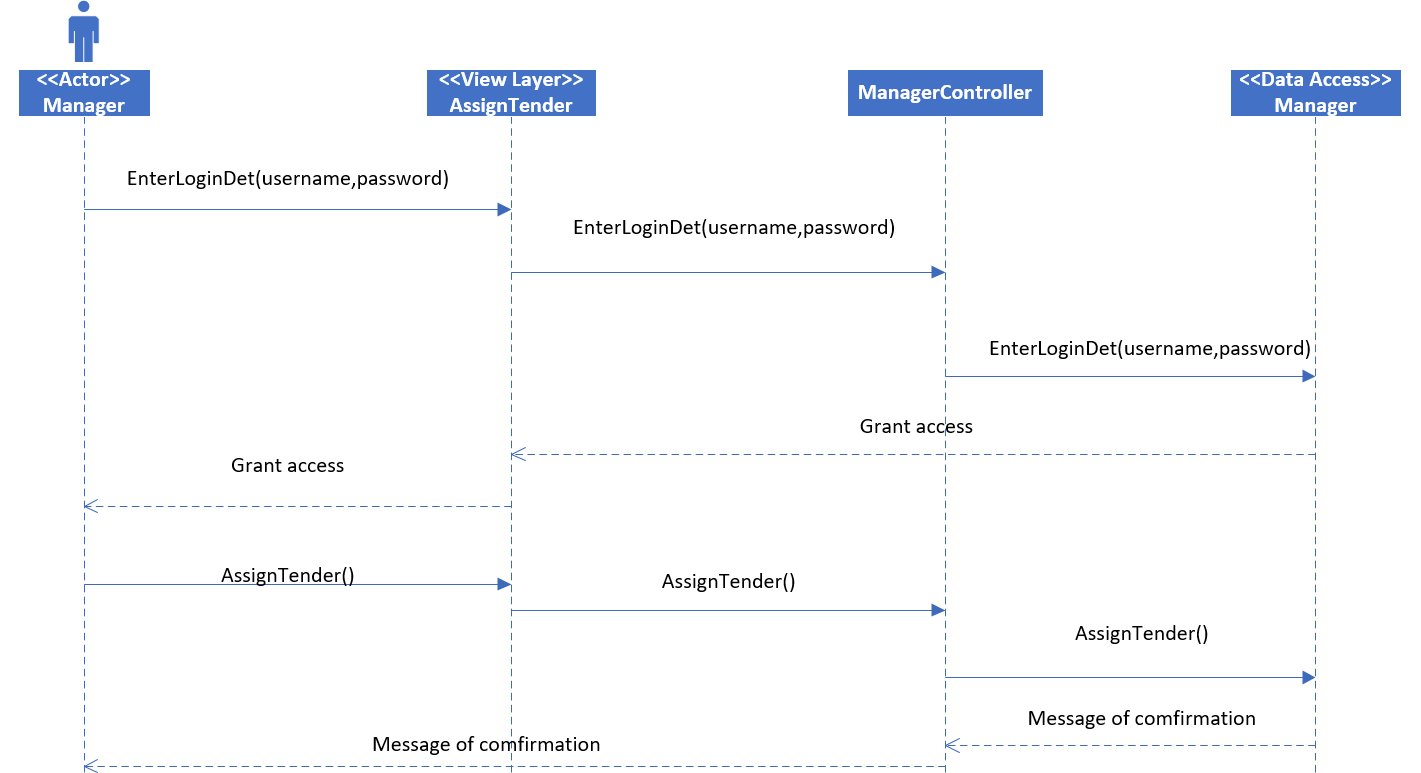 <<Actor>>
Manager
<<View Layer>>
AssignTender
ManagerController
<<Data Access>>
Manager
EnterLoginDet(username,password)
EnterLoginDet(username,password)
EnterLoginDet(username,password)
Grant access
Grant access
AssignTender()
AssignTender()
AssignTender()
Message of comfirmation
Message of comfirmation